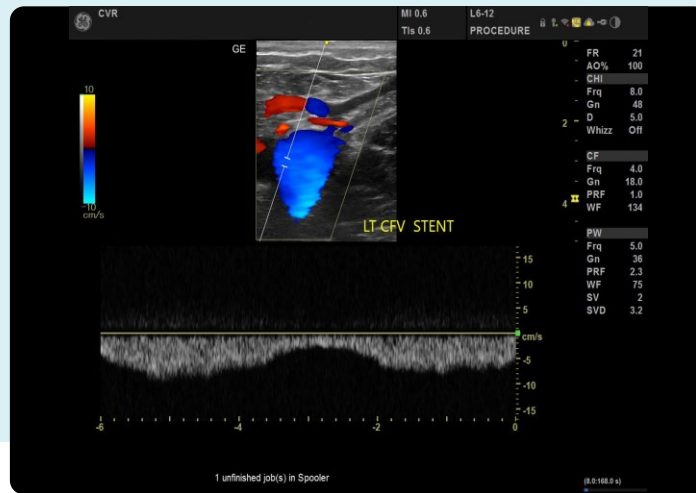 CVR
MI 0.6
L6-12
TIs 0.6
PROCEDURE
GE
10
-10
cm/s
0
2
4
LT CFV STENT
FR 21
AO% 100
CHI
Frq 8.0
Gn 48
D 5.0
Whizz Off
CF
Frq 4.0
Gn 18.0
PRF 1.0
WF 134
PW
Frq 5.0
Gn 36
PRF 2.3
WF 75
SV 2
SVD 3.2
15
10
5
cm/s
-5
-10
-15
-6 -4 -2 0
1 unfinished job(s) in Spooler
(8.0:168.0 s)